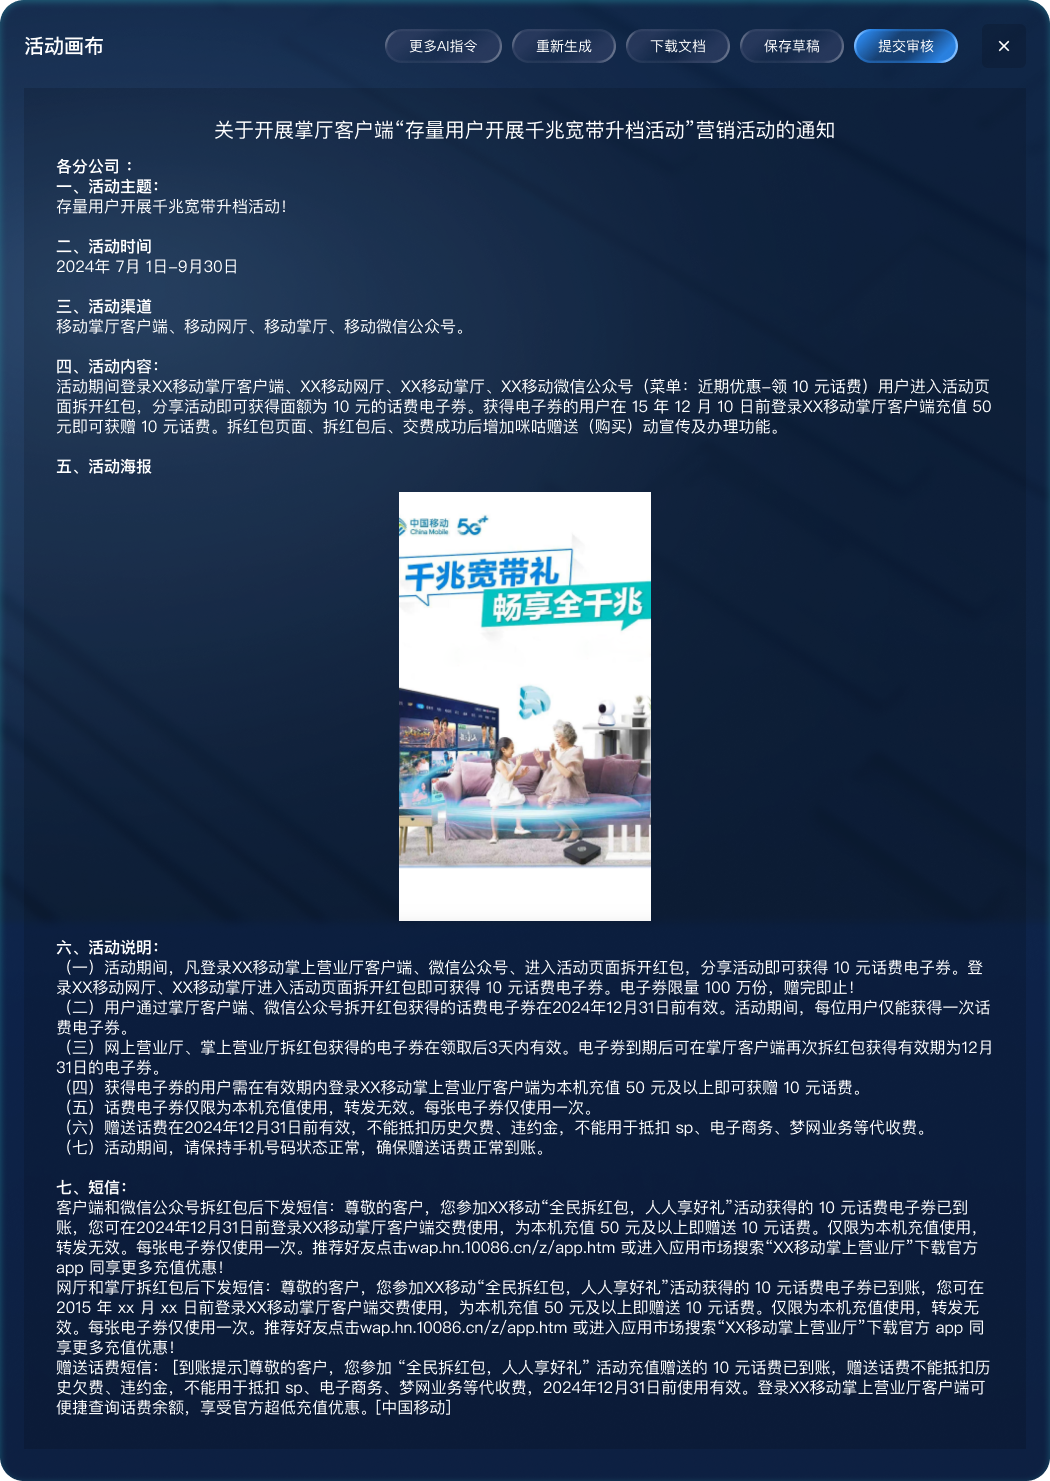 活动画布
更多AI指令
重新生成
下载文档
保存草稿
提交审核
关于开展掌厅客户端“存量用户开展千兆宽带升档活动”营销活动的通知
各分公司：
一、活动主题：
存量用户开展千兆宽带升档活动！
二、活动时间
2024年 7月 1日-9月30日
三、活动渠道
移动掌厅客户端、移动网厅、移动掌厅、移动微信公众号。
四、活动内容：
活动期间登录XX移动掌厅客户端、XX移动网厅、XX移动掌厅、XX移动微信公众号（菜单：近期优惠-领 10 元话费）用户进入活动页
面拆开红包，分享活动即可获得面额为 10 元的话费电子券。获得电子券的用户在 15 年 12 月 10 日前登录XX移动掌厅客户端充值 50
元即可获赠 10 元话费。拆红包页面、拆红包后、交费成功后增加咪咕赠送（购买）动宣传及办理功能。
五、活动海报
中国移动
China Mobile
5G+
千兆宽带礼
畅享全千兆
六、活动说明：
（一）活动期间，凡登录XX移动掌上营业厅客户端、微信公众号、进入活动页面拆开红包，分享活动即可获得 10 元话费电子券。登
录XX移动网厅、XX移动掌厅进入活动页面拆开红包即可获得 10 元话费电子券。电子券限量 100 万份，赠完即止！
（二）用户通过掌厅客户端、微信公众号拆开红包获得的话费电子券在2024年12月31日前有效。活动期间，每位用户仅能获得一次话
费电子券。
（三）网上营业厅、掌上营业厅拆红包获得的电子券在领取后3天内有效。电子券到期后可在掌厅客户端再次拆红包获得有效期为12月
31日的电子券。
（四）获得电子券的用户需在有效期内登录XX移动掌上营业厅客户端为本机充值 50 元及以上即可获赠 10 元话费。
（五）话费电子券仅限为本机充值使用，转发无效。每张电子券仅使用一次。
（六）赠送话费在2024年12月31日前有效，不能抵扣历史欠费、违约金，不能用于抵扣 sp、电子商务、梦网业务等代收费。
（七）活动期间，请保持手机号码状态正常，确保赠送话费正常到账。
七、短信：
客户端和微信公众号拆红包后下发短信：尊敬的客户，您参加XX移动“全民拆红包，人人享好礼”活动获得的 10 元话费电子券已到
账，您可在2024年12月31日前登录XX移动掌厅客户端交费使用，为本机充值 50 元及以上即赠送 10 元话费。仅限为本机充值使用，
转发无效。每张电子券仅使用一次。推荐好友点击wap.hn.10086.cn/z/app.htm 或进入应用市场搜索“XX移动掌上营业厅”下载官方
app 同享更多充值优惠！
网厅和掌厅拆红包后下发短信：尊敬的客户，您参加XX移动“全民拆红包，人人享好礼”活动获得的 10 元话费电子券已到账，您可在
2015 年 xx 月 xx 日前登录XX移动掌厅客户端交费使用，为本机充值 50 元及以上即赠送 10 元话费。仅限为本机充值使用，转发无
效。每张电子券仅使用一次。推荐好友点击wap.hn.10086.cn/z/app.htm 或进入应用市场搜索“XX移动掌上营业厅”下载官方 app 同
享更多充值优惠！
赠送话费短信： [到账提示]尊敬的客户，您参加 “全民拆红包，人人享好礼” 活动充值赠送的 10 元话费已到账，赠送话费不能抵扣历
史欠费、违约金，不能用于抵扣 sp、电子商务、梦网业务等代收费，2024年12月31日前使用有效。登录XX移动掌上营业厅客户端可
便捷查询话费余额，享受官方超低充值优惠。[中国移动]